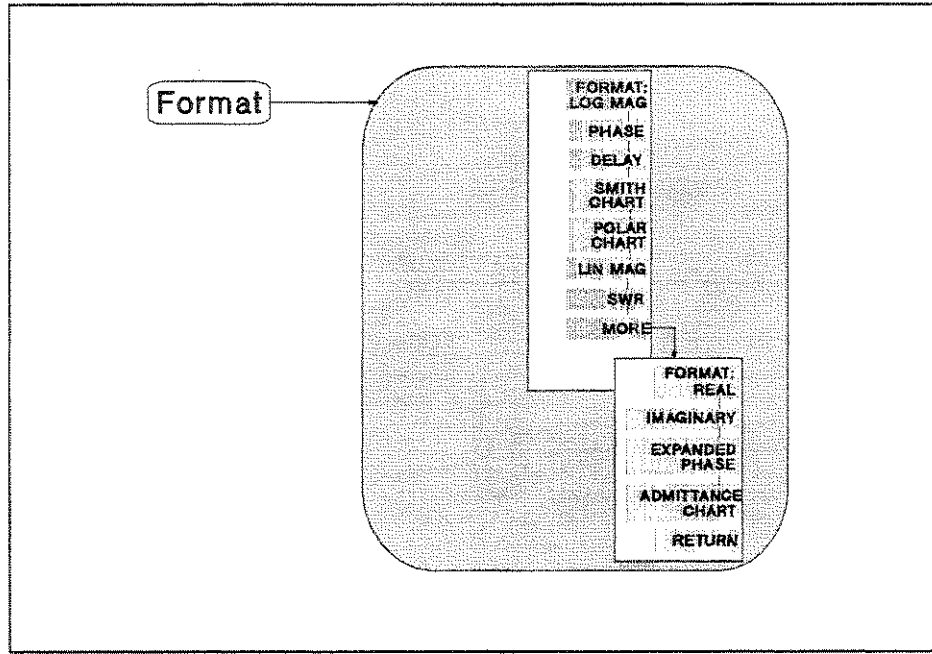 Format
FORMAT:
LOG MAG
PHASE
DELAY
SMITH
CHART
POLAR
CHART
LIN MAG
SWR
MORE
FORMAT:
REAL
IMAGINARY
EXPANDED
PHASE
ADMITTANCE
CHART
RETURN